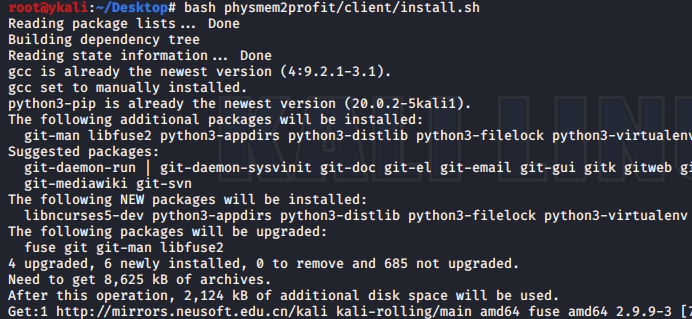 root@ykali:~/Desktop# bash physmem2profit/client/install.sh
Reading package lists... Done
Building dependency tree
Reading state information... Done
gcc is already the newest version (4:9.2.1-3.1).
gcc set to manually installed.
python3-pip is already the newest version (20.0.2-5kali1).
The following additional packages will be installed:
  git-man libfuse2 python3-appdirs python3-distlib python3-filelock python3-virtualenv
Suggested packages:
  git-daemon-run | git-daemon-sysvinit git-doc git-el git-email git-gui gitk gitweb gi
  git-mediawiki git-svn
The following NEW packages will be installed:
  libncurses5-dev python3-appdirs python3-distlib python3-filelock python3-virtualenv
The following packages will be upgraded:
  fuse git git-man libfuse2
4 upgraded, 6 newly installed, 0 to remove and 685 not upgraded.
Need to get 8,625 kB of archives.
After this operation, 2,124 kB of additional disk space will be used.
Get:1 http://mirrors.neusoft.edu.cn/kali kali-rolling/main amd64 fuse amd64 2.9.9-3 [